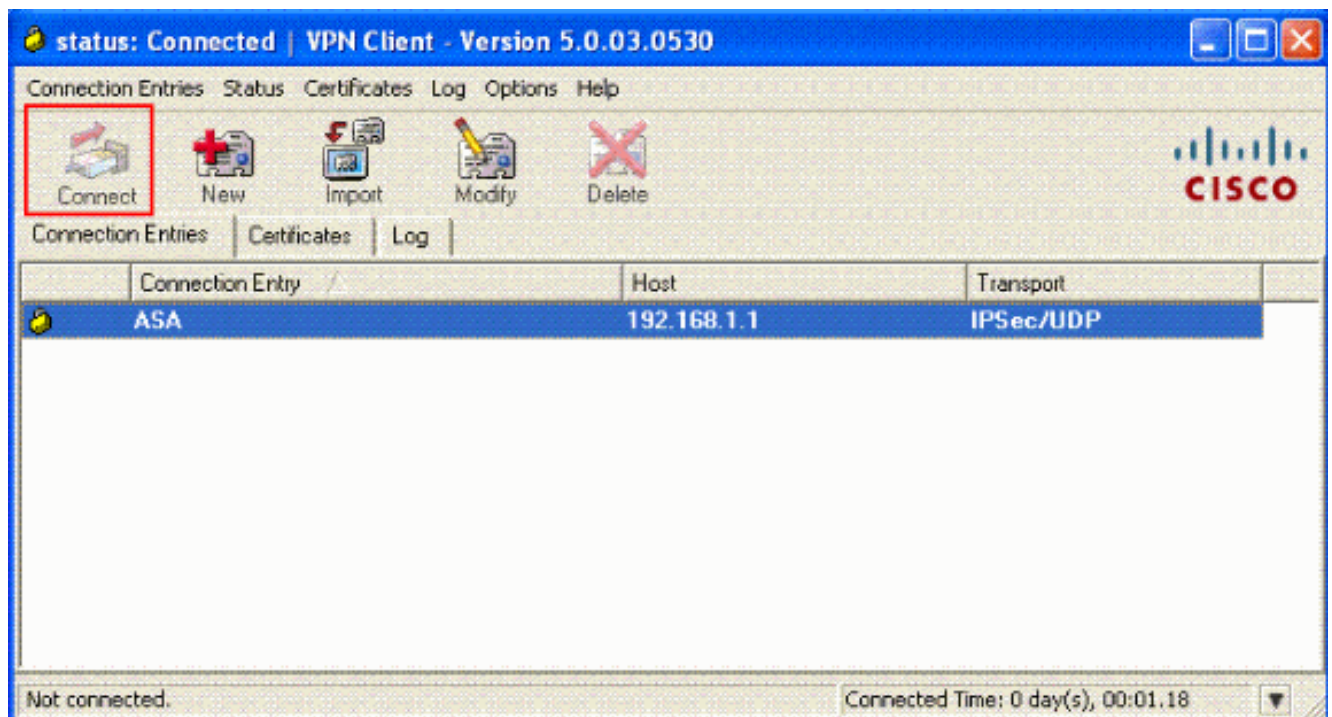 status: Connected | VPN Client - Version 5.0.03.0530
Connection Entries Status Certificates Log Options Help
Connect New Import Modify Delete
CISCO
Connection Entries Certificates Log
Connection Entry Host Transport
ASA 192.168.1.1 IPSec/UDP
Not connected. Connected Time: 0 day(s), 00:01.18